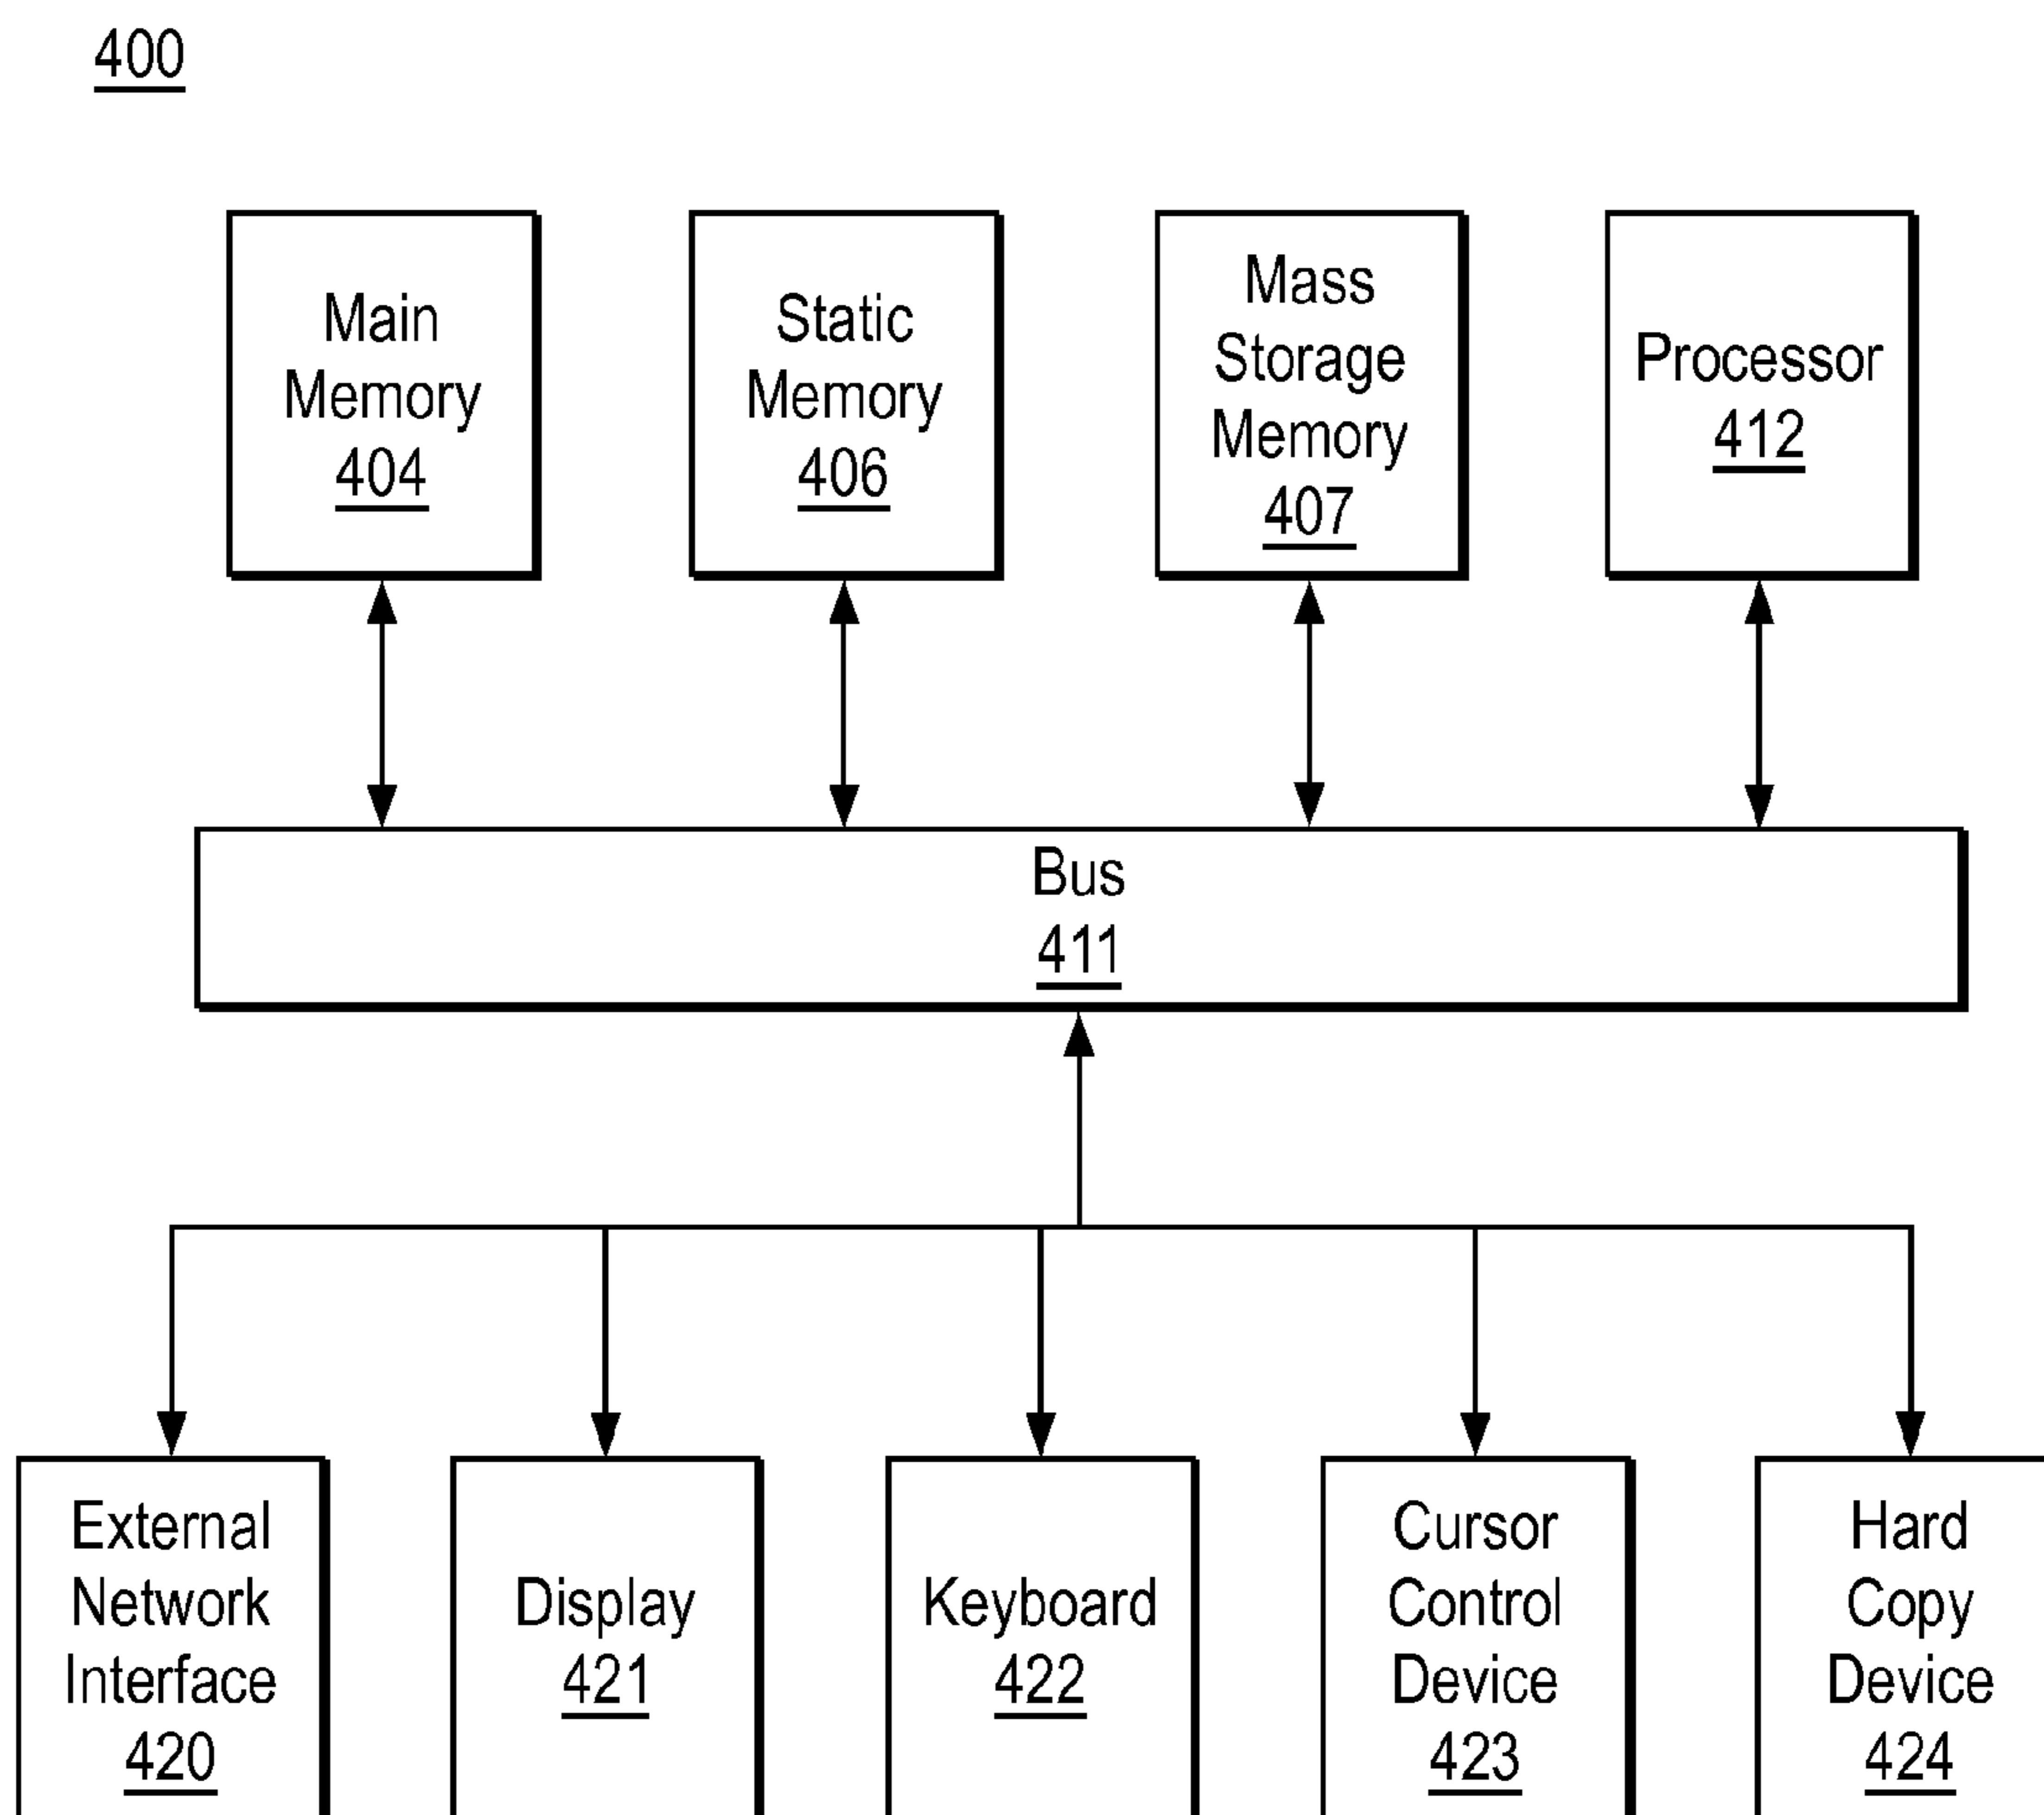 400
Main
Memory
404
Static
Memory
406
Mass
Storage
Memory
407
Processor
412
Bus
411
External
Network
Interface
420
Display
421
Keyboard
422
Cursor
Control
Device
423
Hard
Copy
Device
424